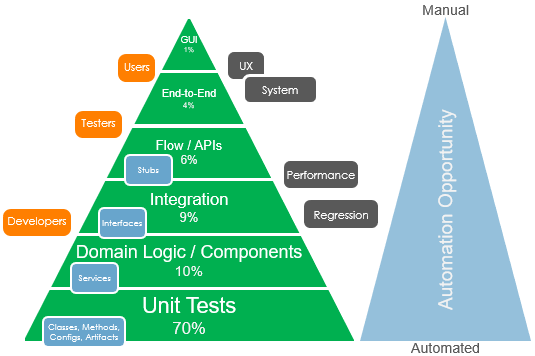 Manual
GUI
1%
Users
UX
System
End-to-End
4%
Testers
Flow / APIs
6%
Stubs
Performance
Integration
9%
Developers
Interfaces
Regression
Domain Logic / Components
10%
Services
Unit Tests
70%
Classes, Methods,
Configs, Artifacts
Automation Opportunity
Automated